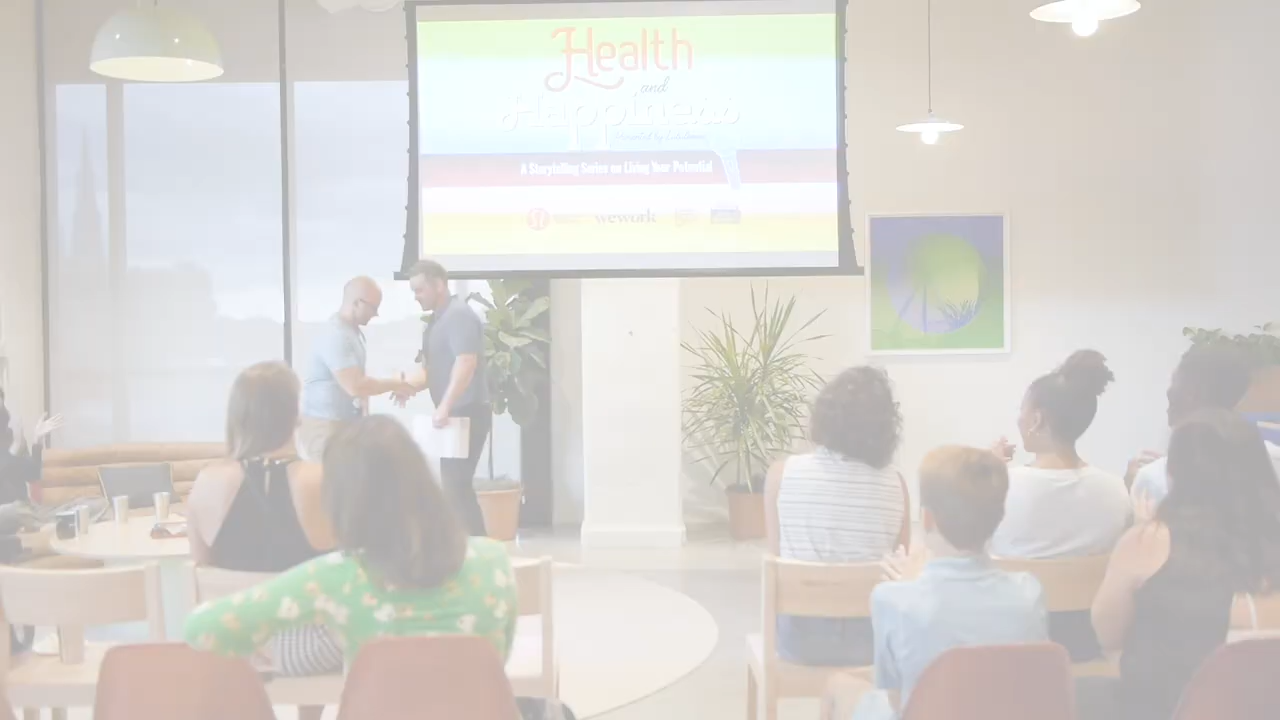 Health
and
Happiness
A Storytelling Series on Living Your Potential
wework